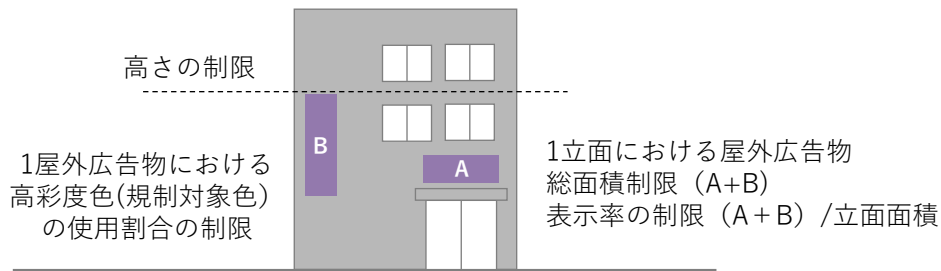 高さの制限
B
A
1屋外広告物における
高彩度色(規制対象色)
の使用割合の制限
1立面における屋外広告物
総面積制限（A+B）
表示率の制限（A＋B）/立面面積